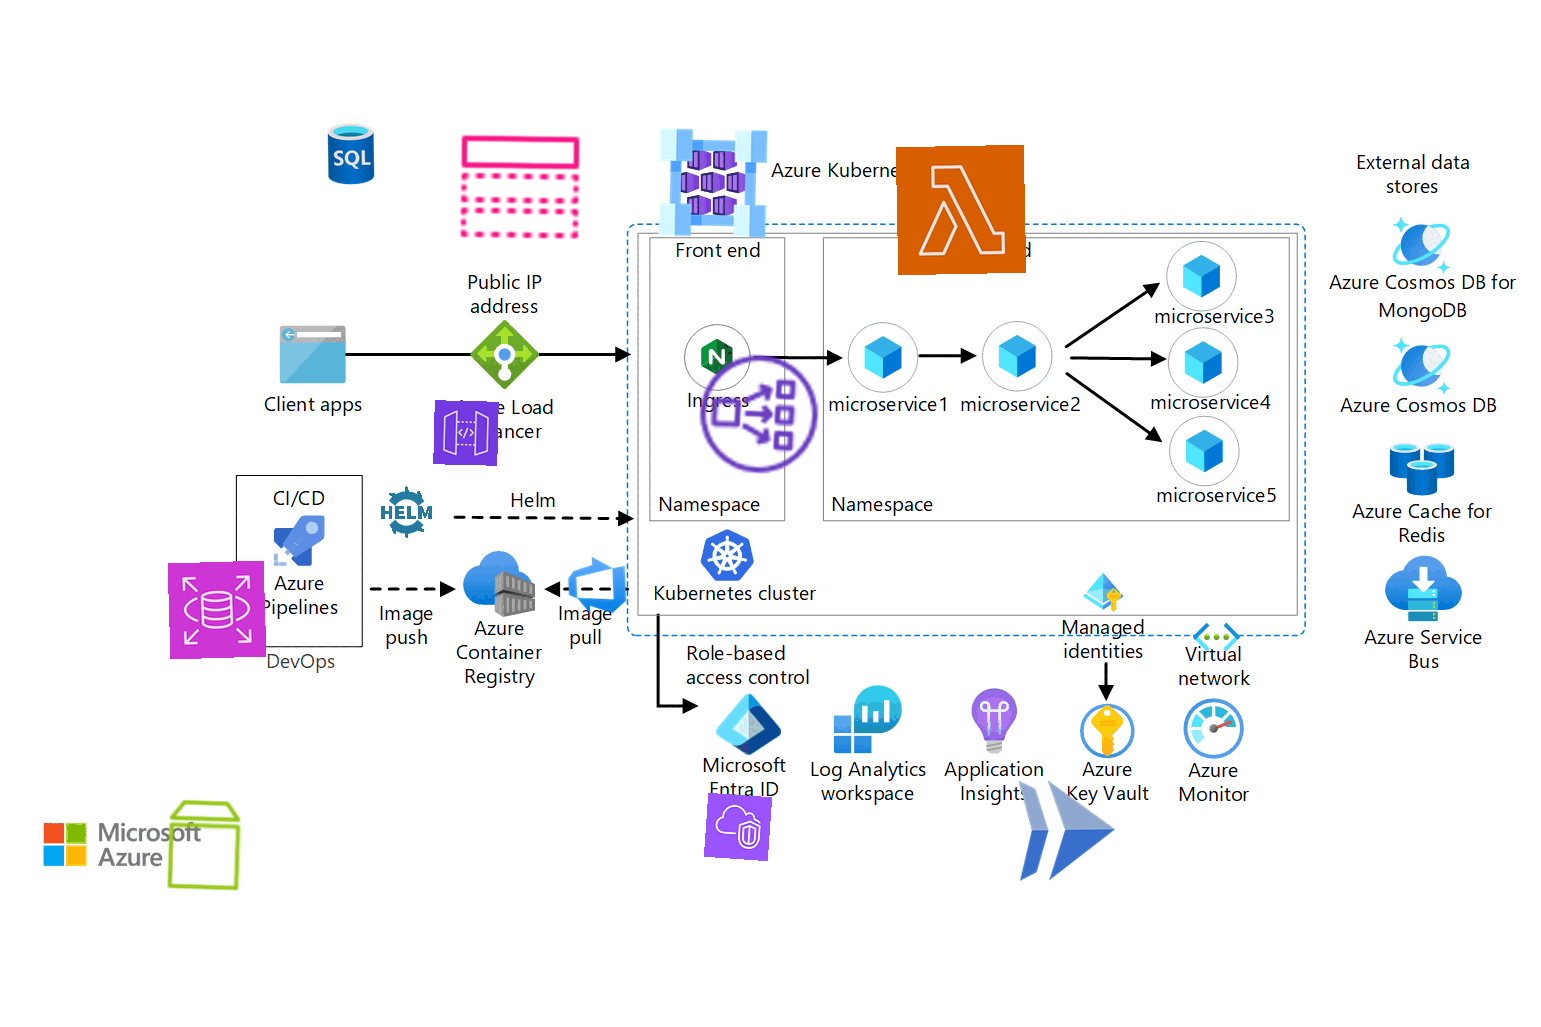 SQL
Azure
External data
stores
Front end
Public IP
address
microservice3
Azure Cosmos DB for
MongoDB
N
Client apps
Load
Ingress
microservice1
microservice2
microservice4
Azure Cosmos DB
CI/CD
HELM
Helm
Namespace
Namespace
microservice5
Azure Cache for
Redis
Azure
Pipelines
DevOps
Image
push
Azure
Container
Registry
Image
pull
Kubernetes cluster
Managed
identities
Virtual
network
Azure Service
Bus
Role-based
access control
Microsoft
Entra ID
Log Analytics
workspace
Application
Insights
Azure
Key Vault
Azure
Monitor
Microsoft
Azure